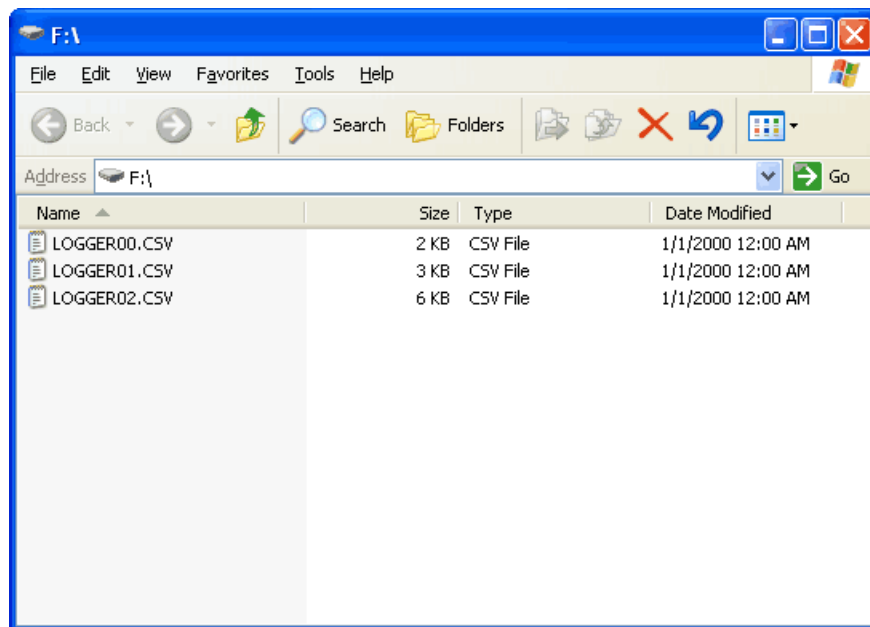 F:\
File Edit View Favorites Tools Help
Back Search Folders
Address F:\ Go
Name Size Type Date Modified
LOGGER00.CSV 2 KB CSV File 1/1/2000 12:00 AM
LOGGER01.CSV 3 KB CSV File 1/1/2000 12:00 AM
LOGGER02.CSV 6 KB CSV File 1/1/2000 12:00 AM